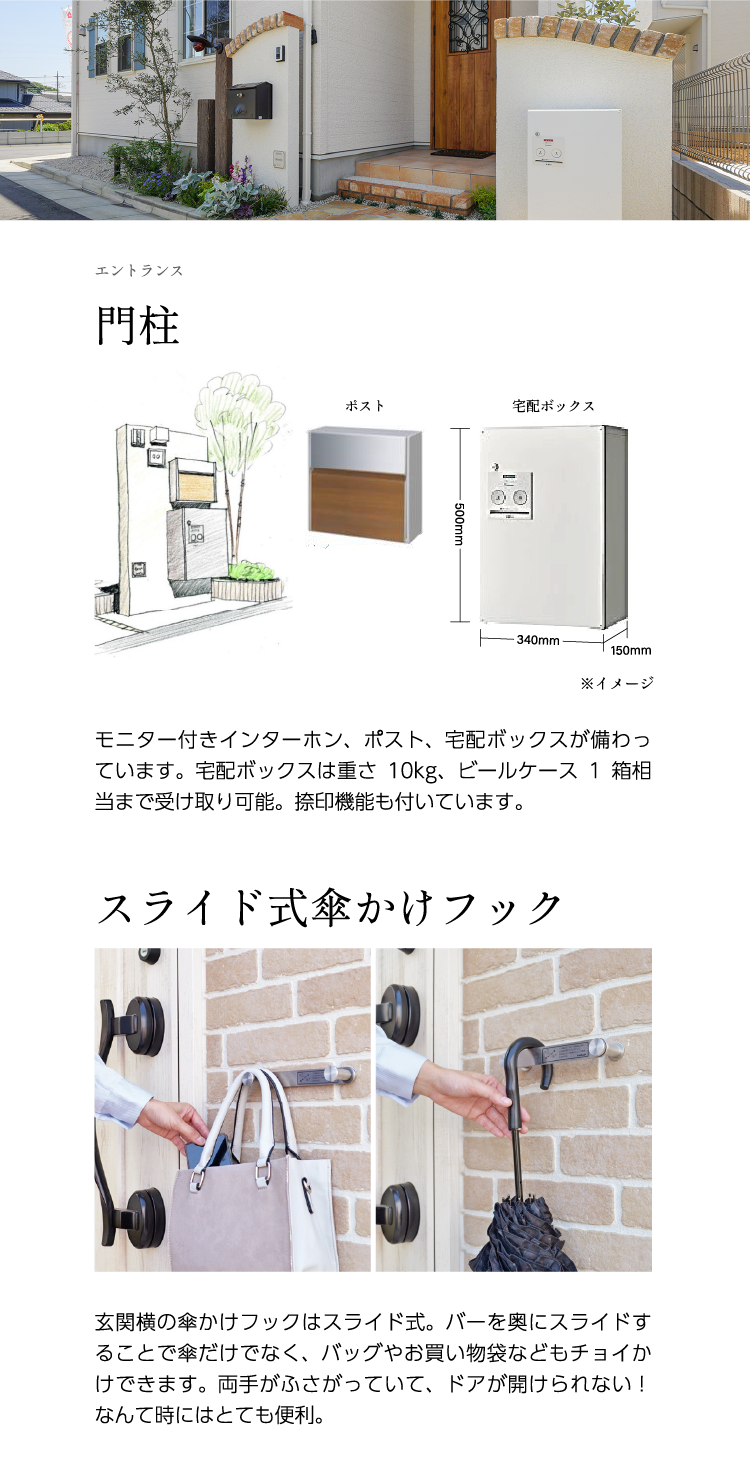 エントランス
門柱
ポスト
宅配ボックス
500mm
340mm
150mm
※イメージ
モニター付きインターホン、ポスト、宅配ボックスが備わっ
ています。宅配ボックスは重さ 10kg、ビールケース 1 箱相
当まで受け取り可能。捺印機能も付いています。
スライド式傘かけフック
玄関横の傘かけフックはスライド式。バーを奥にスライドす
ることで傘だけでなく、バッグやお買い物袋などもチョイか
けできます。両手がふさがっていて、ドアが開けられない！
なんて時にはとても便利。